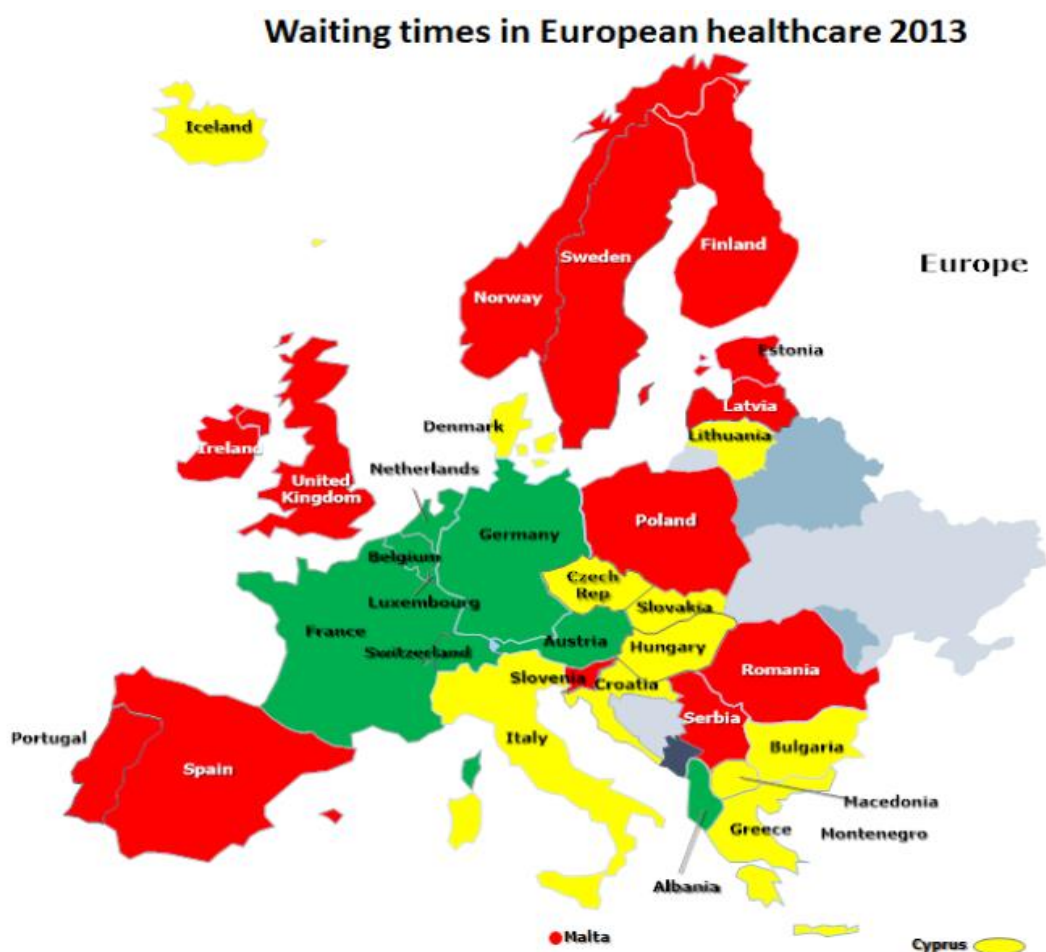 Waiting times in European healthcare 2013
Iceland
Europe
Finland
Sweden
Norway
Estonia
Latvia
Lithuania
Denmark
Netherlands
Ireland
United
Kingdom
Poland
Germany
Belgium
Czech
Rep
Luxembourg
Slovakia
France
Austria
Switzerland
Hungary
Romania
Slovenia
Croatia
Serbia
Portugal
Italy
Bulgaria
Spain
Macedonia
Greece
Montenegro
Albania
Malta
Cyprus